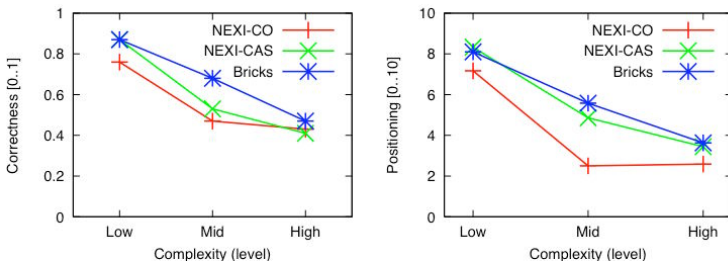 NEXI-CO
NEXI-CAS
Bricks
Correctness [0..1]
1
0.8
0.6
0.4
0.2
0
Low
Mid
High
Complexity (level)
NEXI-CO
NEXI-CAS
Bricks
Positioning [0..10]
10
8
6
4
2
0
Low
Mid
High
Complexity (level)